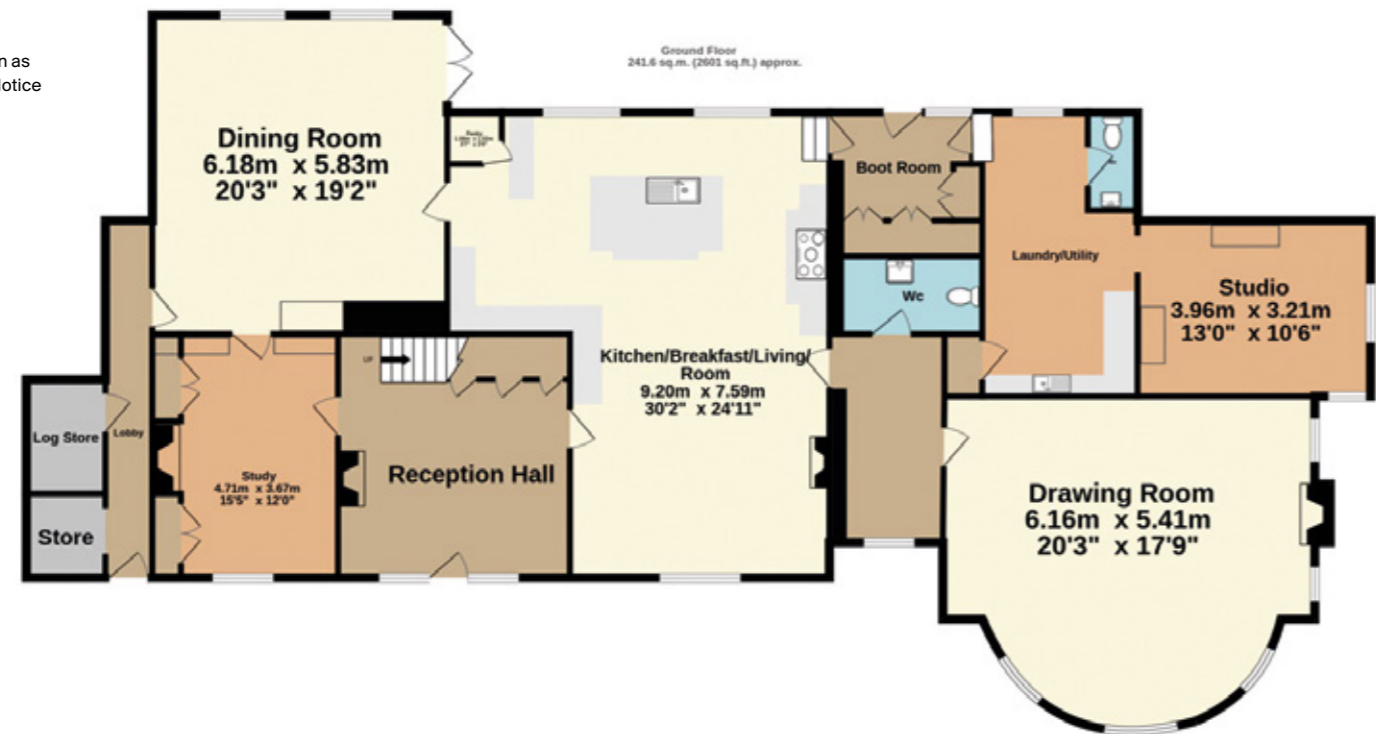 n as
Notice
Ground Floor
241.6 sq.m. (2601 sq.ft.) approx.
Dining Room
6.18m x 5.83m
20'3" x 19'2"
Boot Room
Laundry/Utility
Studio
3.96m x 3.21m
13'0" x 10'6"
Wc
UP
Kitchen/Breakfast/Living/
Room
9.20m x 7.59m
30'2" x 24'11"
Log Store
Lobby
Study
4.71m x 3.67m
15'5" x 12'0"
Reception Hall
Store
Drawing Room
6.16m x 5.41m
20'3" x 17'9"